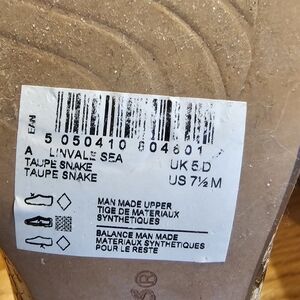 EAN
5 050410 604601
A LINVALE SEA UK 5 D
TAUPE SNAKE US 7½ M
TAUPE SNAKE
MAN MADE UPPER
TIGE DE MATERIAUX
SYNTHETIQUES
BALANCE MAN MADE
MATERIAUX SYNTHETIQUES
POUR LE RESTE